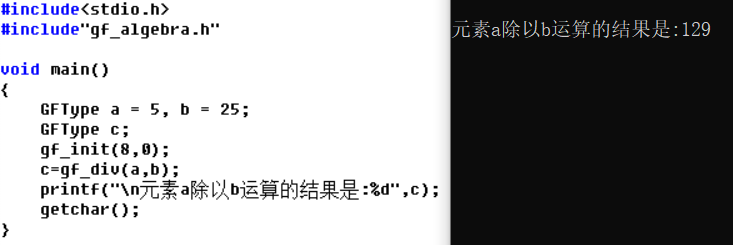 #include<stdio.h>
#include"gf_algebra.h"
void main()
{
GFType a = 5, b = 25;
GFType c;
gf_init(8,0);
c=gf_div(a,b);
printf("\n元素a除以b运算的结果是:%d",c);
getchar();
}
元素a除以b运算的结果是:129